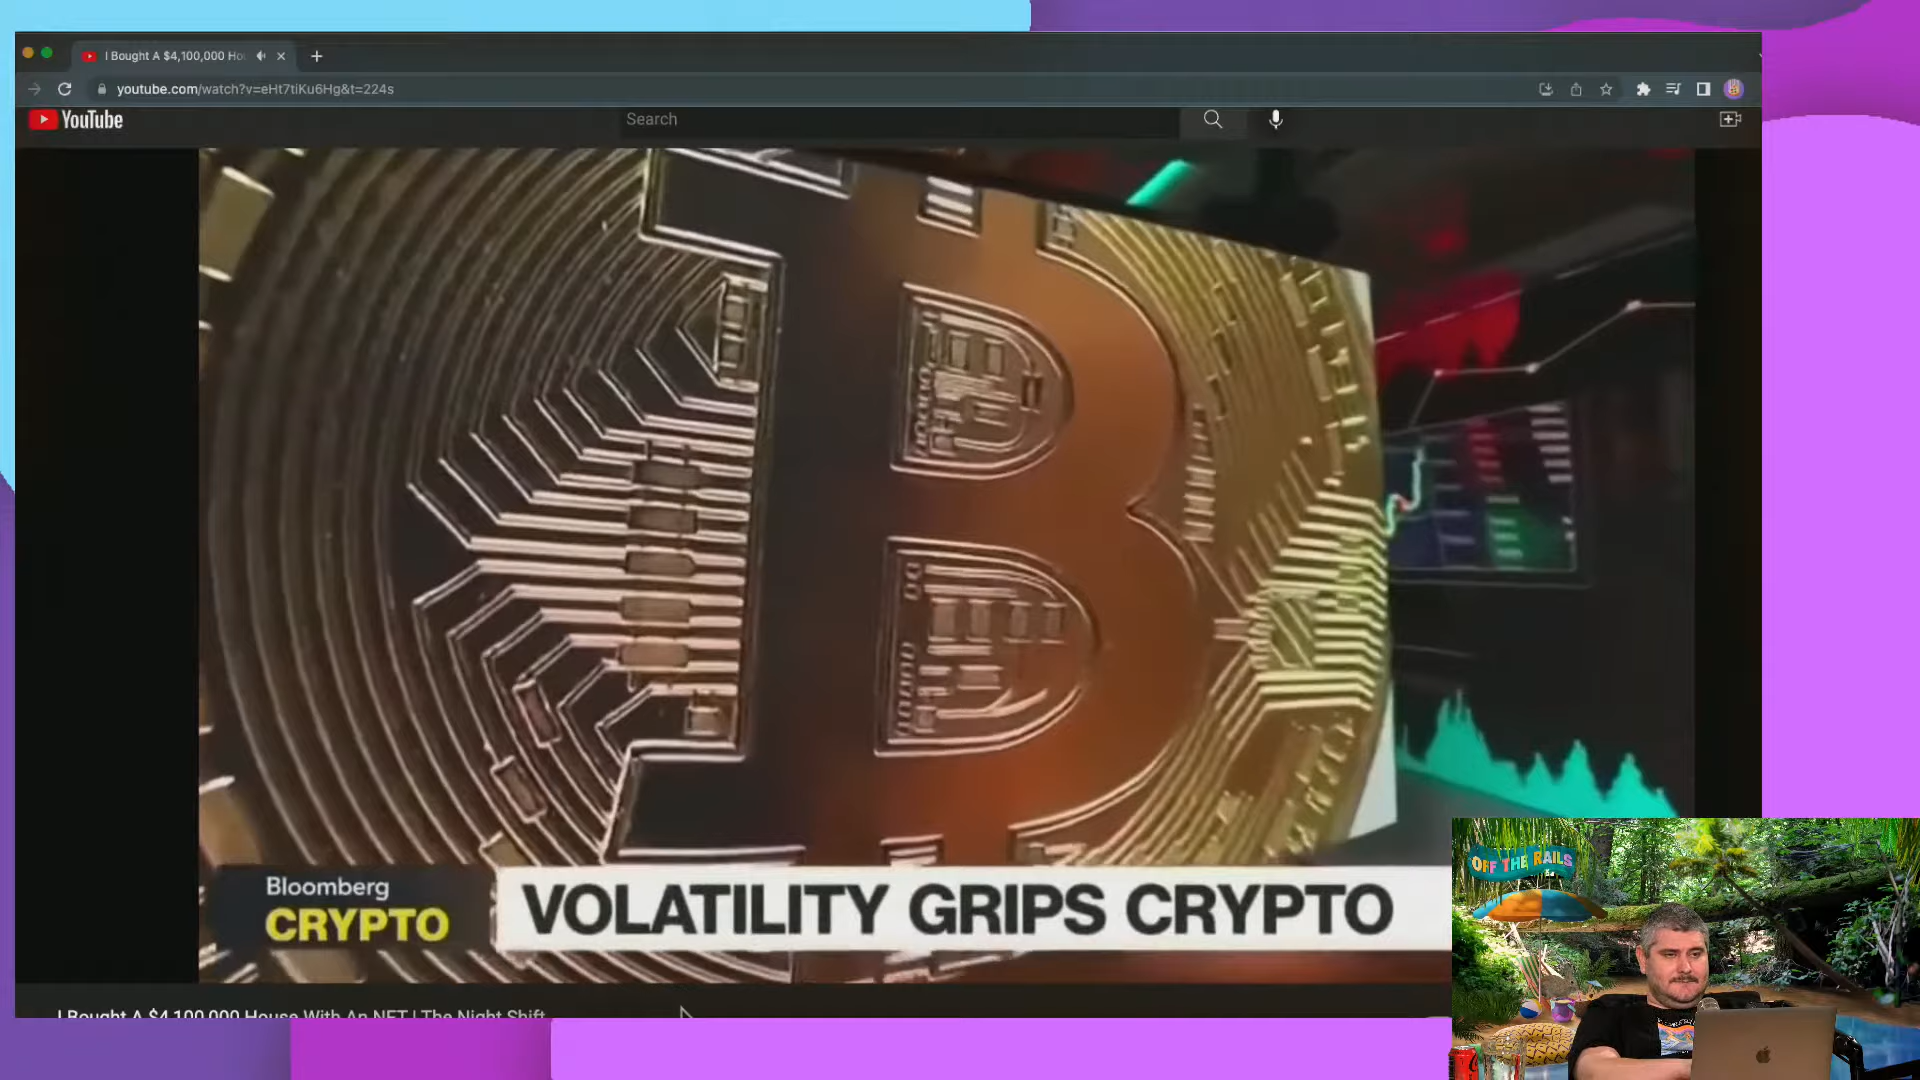 I Bought A $4,100,000 Ho
youtube.com/watch?v=eHt7tiKu6Hg&t=224s
YouTube
Search
Bloomberg
CRYPTO
VOLATILITY GRIPS CRYPTO
OFF THE RAILS
I Bought A $4,100,000 House With An NFT | The Night Shift